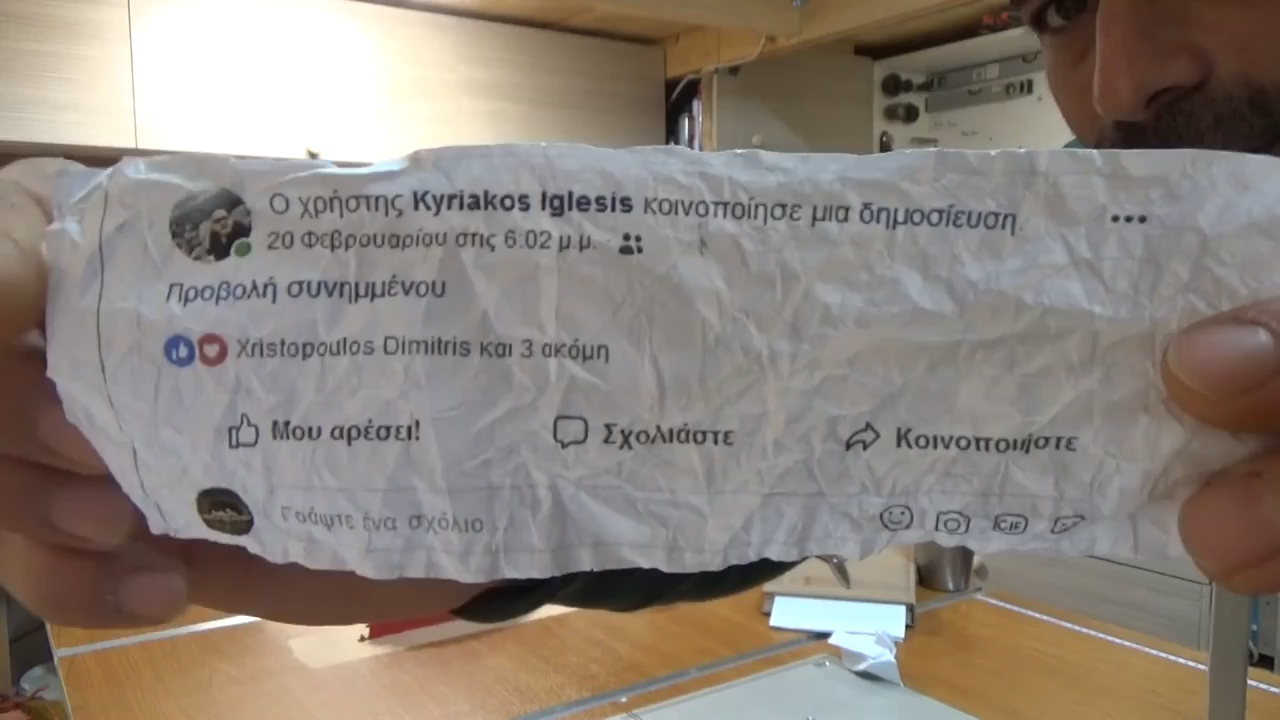 Ο χρήστης Kyriakos Iglesis κοινοποίησε μια δημοσίευση.
20 Φεβρουαρίου στις 6:02 μ.μ.
Προβολή συνημμένου
Xristopoulos Dimitris και 3 ακόμη
Μου αρέσει! Σχολιάστε Κοινοποιήστε
Γράψτε ένα σχόλιο...
GIF